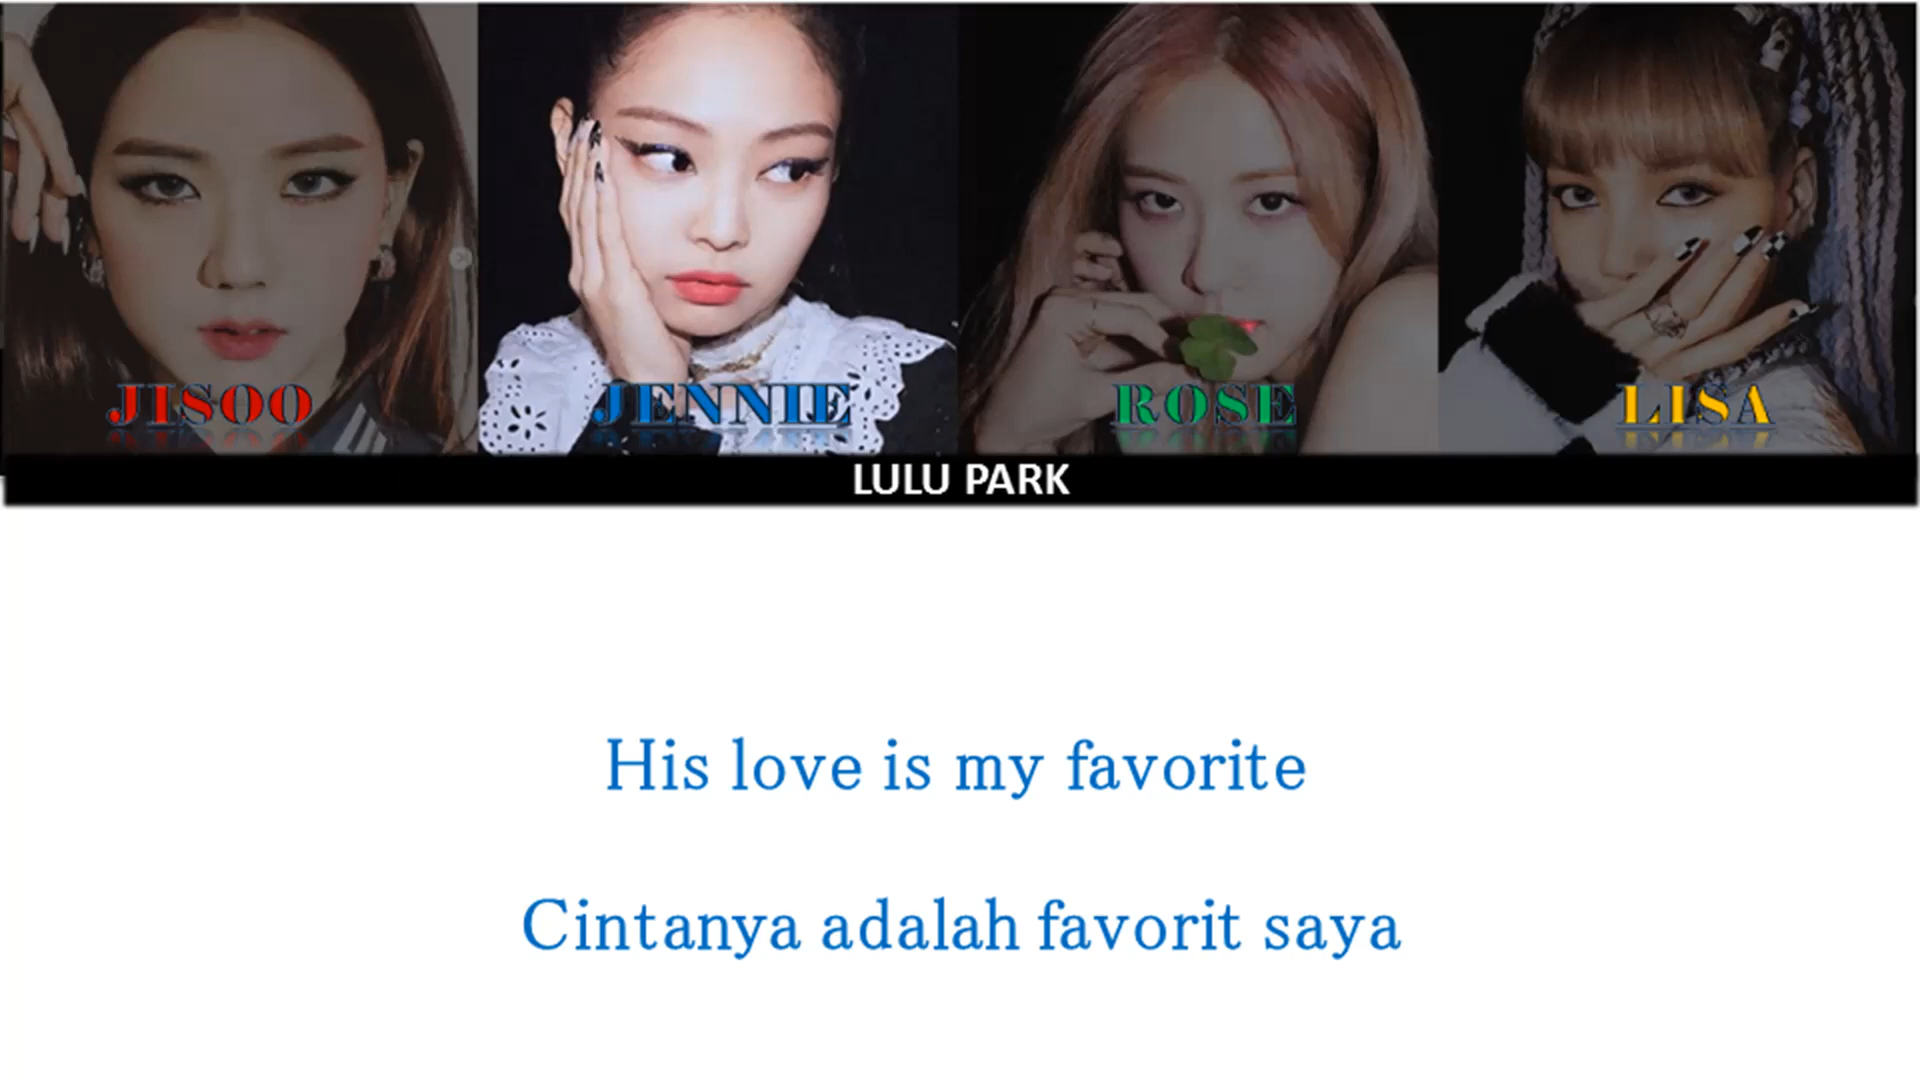 JISOO JENNIE ROSE LISA
LULU PARK
His love is my favorite
Cintanya adalah favorit saya